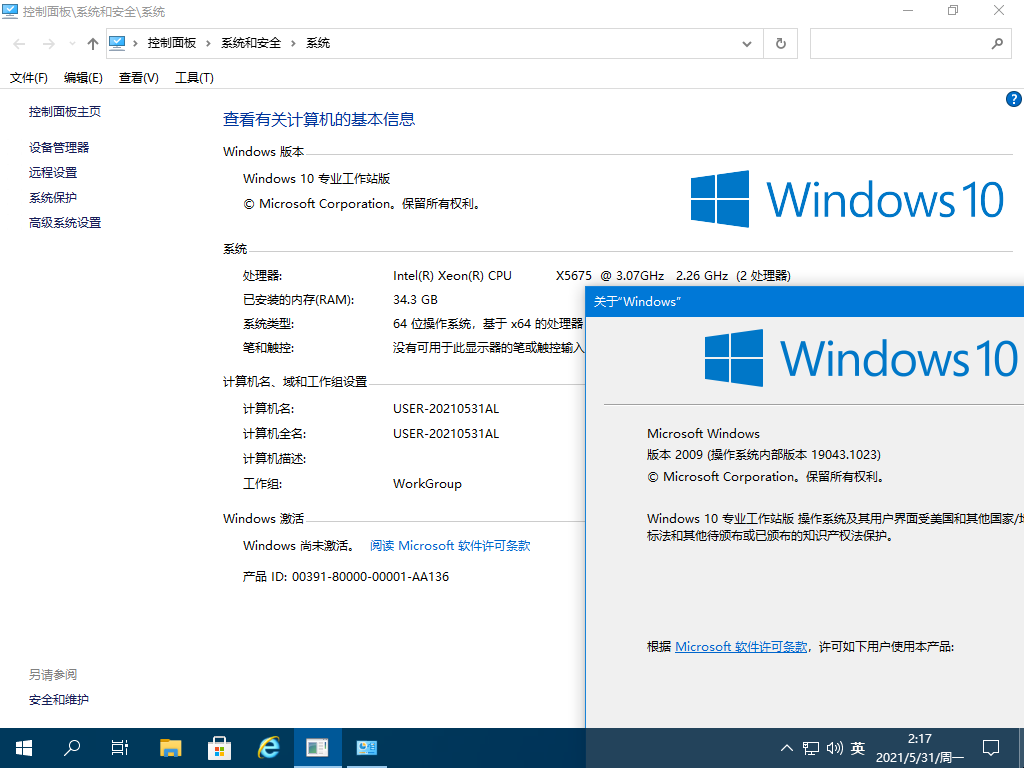 控制面板\系统和安全\系统
控制面板 系统和安全 系统
文件(F) 编辑(E) 查看(V) 工具(T)
控制面板主页
设备管理器
远程设置
系统保护
高级系统设置
另请参阅
安全和维护
查看有关计算机的基本信息
Windows 版本
Windows 10 专业工作站版
© Microsoft Corporation。保留所有权利。
Windows 10
系统
处理器: Intel(R) Xeon(R) CPU X5675 @ 3.07GHz 2.26 GHz (2 处理器)
已安装的内存(RAM): 34.3 GB
系统类型: 64 位操作系统，基于 x64 的处理器
笔和触控: 没有可用于此显示器的笔或触控输入
计算机名、域和工作组设置
计算机名: USER-20210531AL
计算机全名: USER-20210531AL
计算机描述:
工作组: WorkGroup
Windows 激活
Windows 尚未激活。 阅读 Microsoft 软件许可条款
产品 ID: 00391-80000-00001-AA136
关于“Windows”
Windows 10
Microsoft Windows
版本 2009 (操作系统内部版本 19043.1023)
© Microsoft Corporation。保留所有权利。
Windows 10 专业工作站版 操作系统及其用户界面受美国和其他国家/
标法和其他待颁布或已颁布的知识产权法保护。
根据 Microsoft 软件许可条款，许可如下用户使用本产品:
英
2:17
2021/5/31/周一